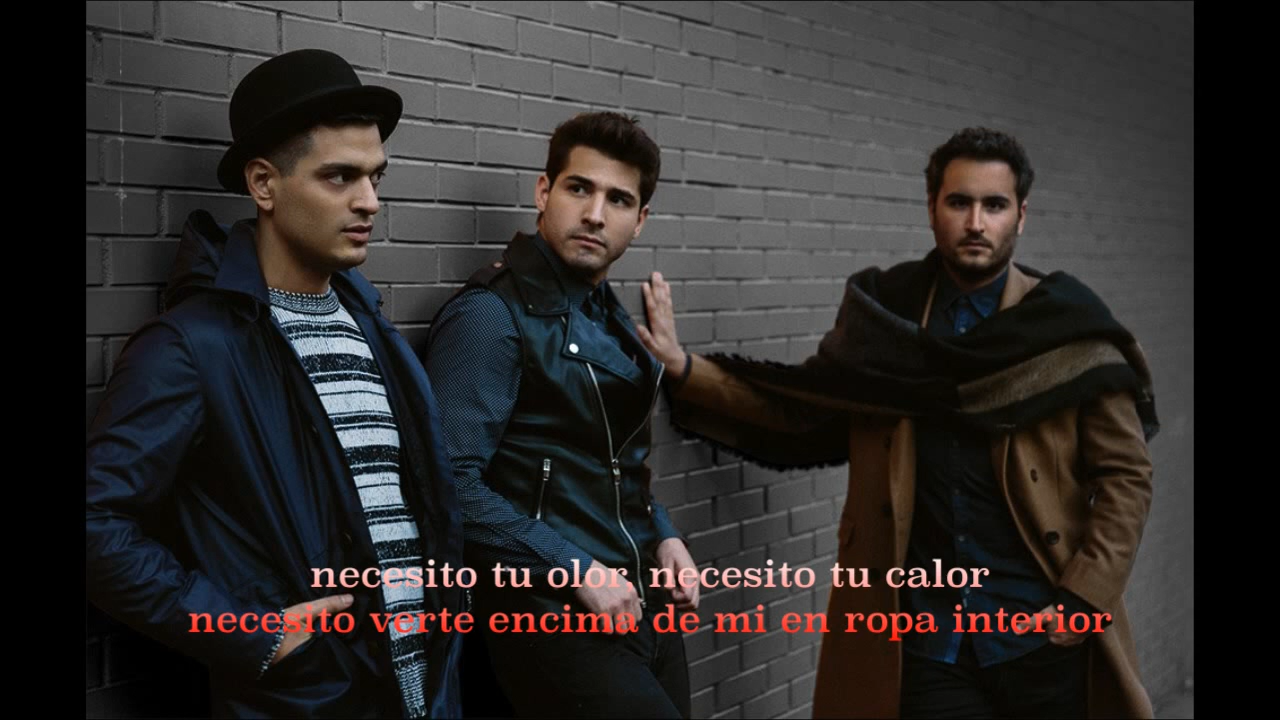 necesito tu olor, necesito tu calor
necesito verte encima de mi en ropa interior